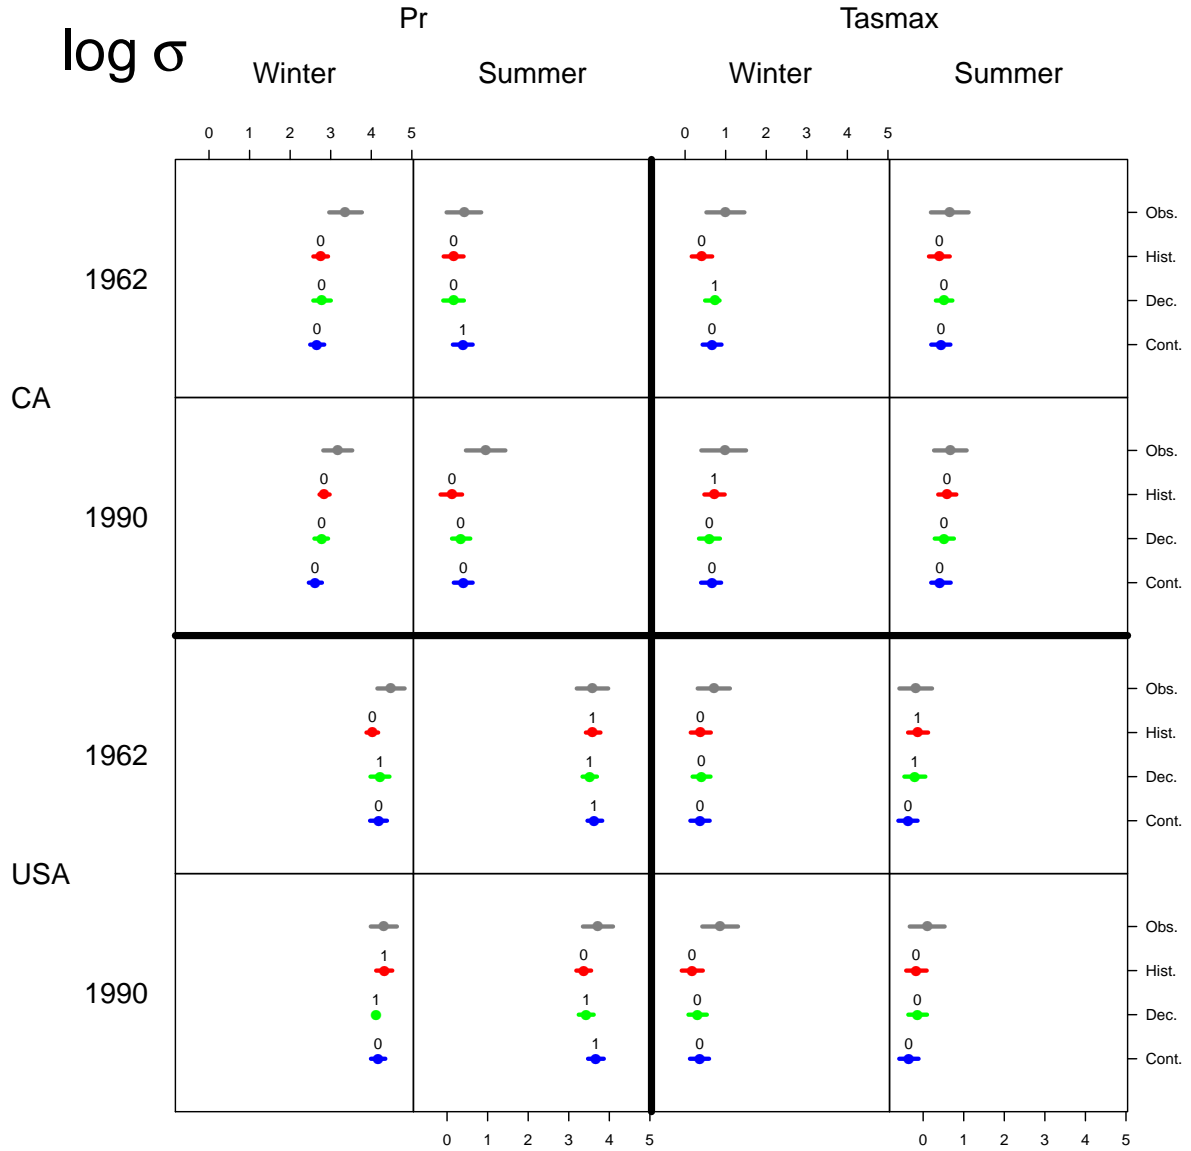 Pr Tasmax
log σ
Winter Summer Winter Summer
0 1 2 3 4 5 0 1 2 3 4 5
Obs.
0 0 0 0 Hist.
1962
0 0 1 0 Dec.
0 1 0 0 Cont.
CA
Obs.
0 0 1 0 Hist.
1990
0 0 0 0 Dec.
0 0 0 0 Cont.
Obs.
0 1 0 1 Hist.
1962
1 1 0 1 Dec.
0 1 0 0 Cont.
USA
Obs.
1 0 0 0 Hist.
1990
1 1 0 0 Dec.
0 1 0 0 Cont.
0 1 2 3 4 5 0 1 2 3 4 5